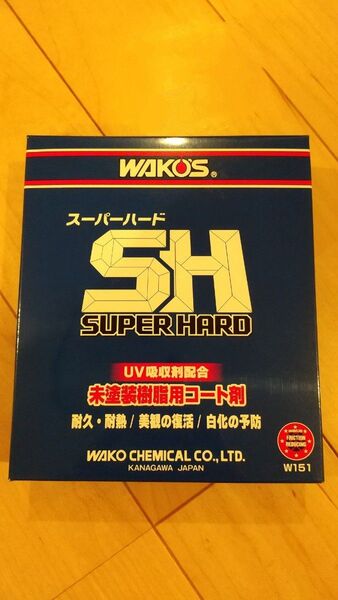 WAKO'S®
スーパーハード
SH
SUPER HARD
UV吸収剤配合
未塗装樹脂用コート剤
耐久・耐熱/美観の復活/白化の予防
WAKO CHEMICAL CO.,LTD.
KANAGAWA JAPAN
FRICTION
REDUCING
W151